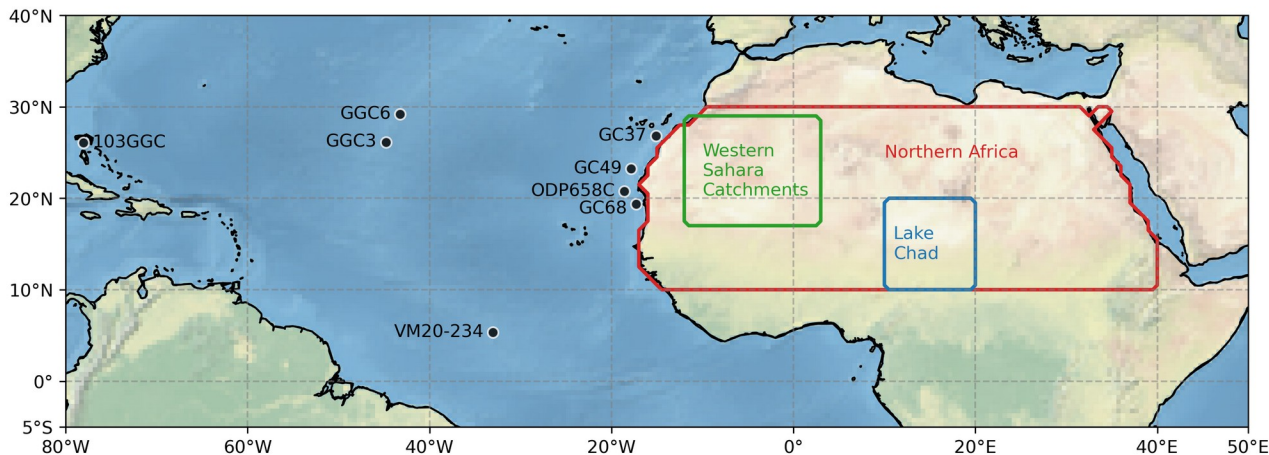 40°N
30°N
20°N
10°N
0°
5°S
80°W
60°W
40°W
20°W
0°
20°E
40°E
50°E
GGC6
103GGC
GGC3
GC37
GC49
ODP658C
GC68
VM20-234
Western
Sahara
Catchments
Northern Africa
Lake
Chad